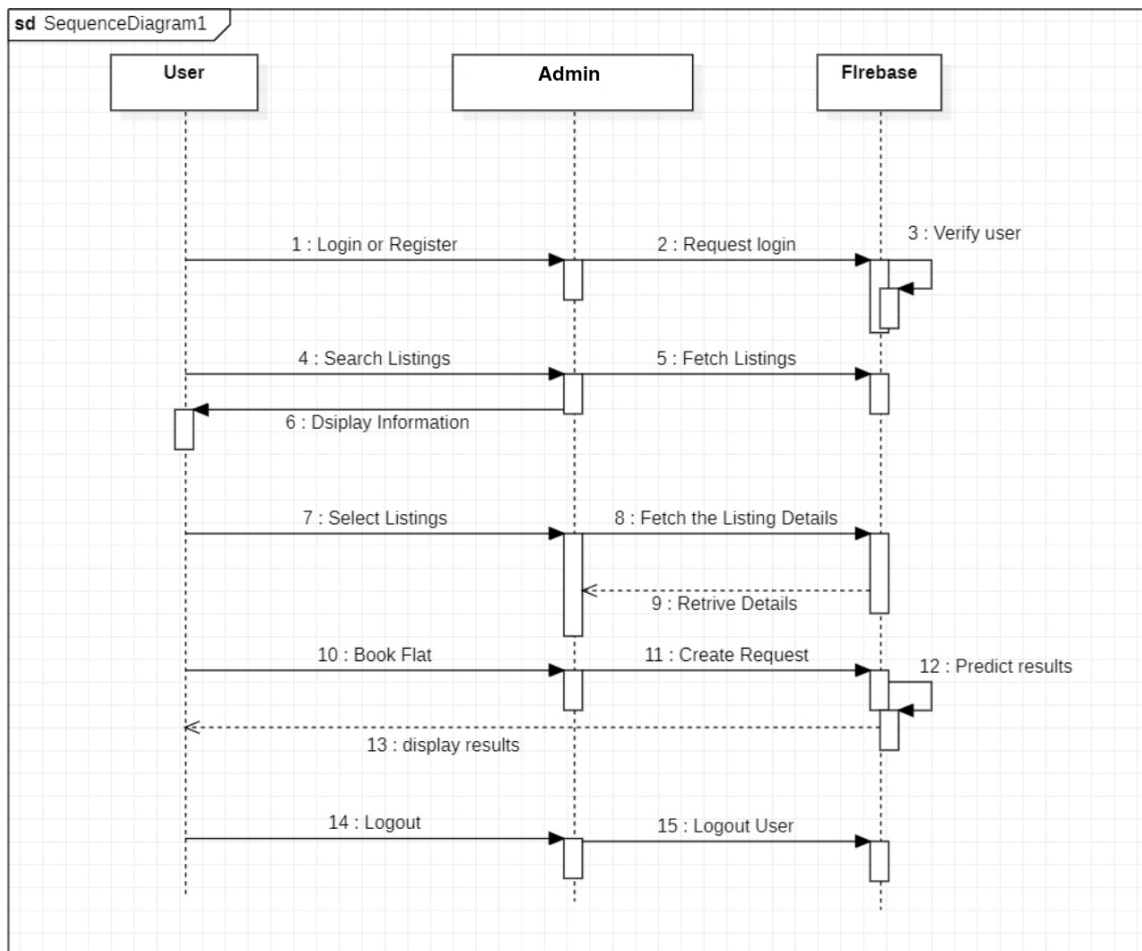 sd SequenceDiagram1
User
Admin
FIrebase
1 : Login or Register
2 : Request login
3 : Verify user
4 : Search Listings
5 : Fetch Listings
6 : Dsiplay Information
7 : Select Listings
8 : Fetch the Listing Details
9 : Retrive Details
10 : Book Flat
11 : Create Request
12 : Predict results
13 : display results
14 : Logout
15 : Logout User